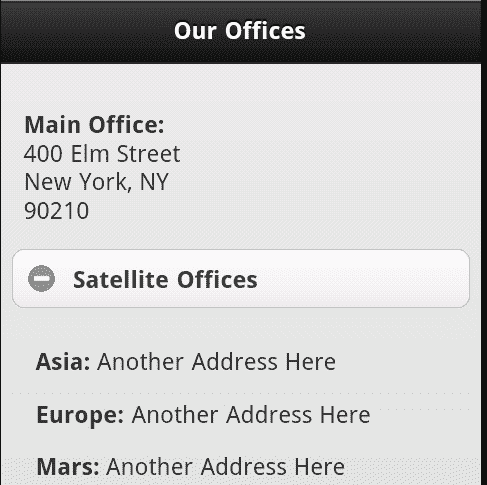 Our Offices
Main Office:
400 Elm Street
New York, NY
90210
Satellite Offices
Asia: Another Address Here
Europe: Another Address Here
Mars: Another Address Here